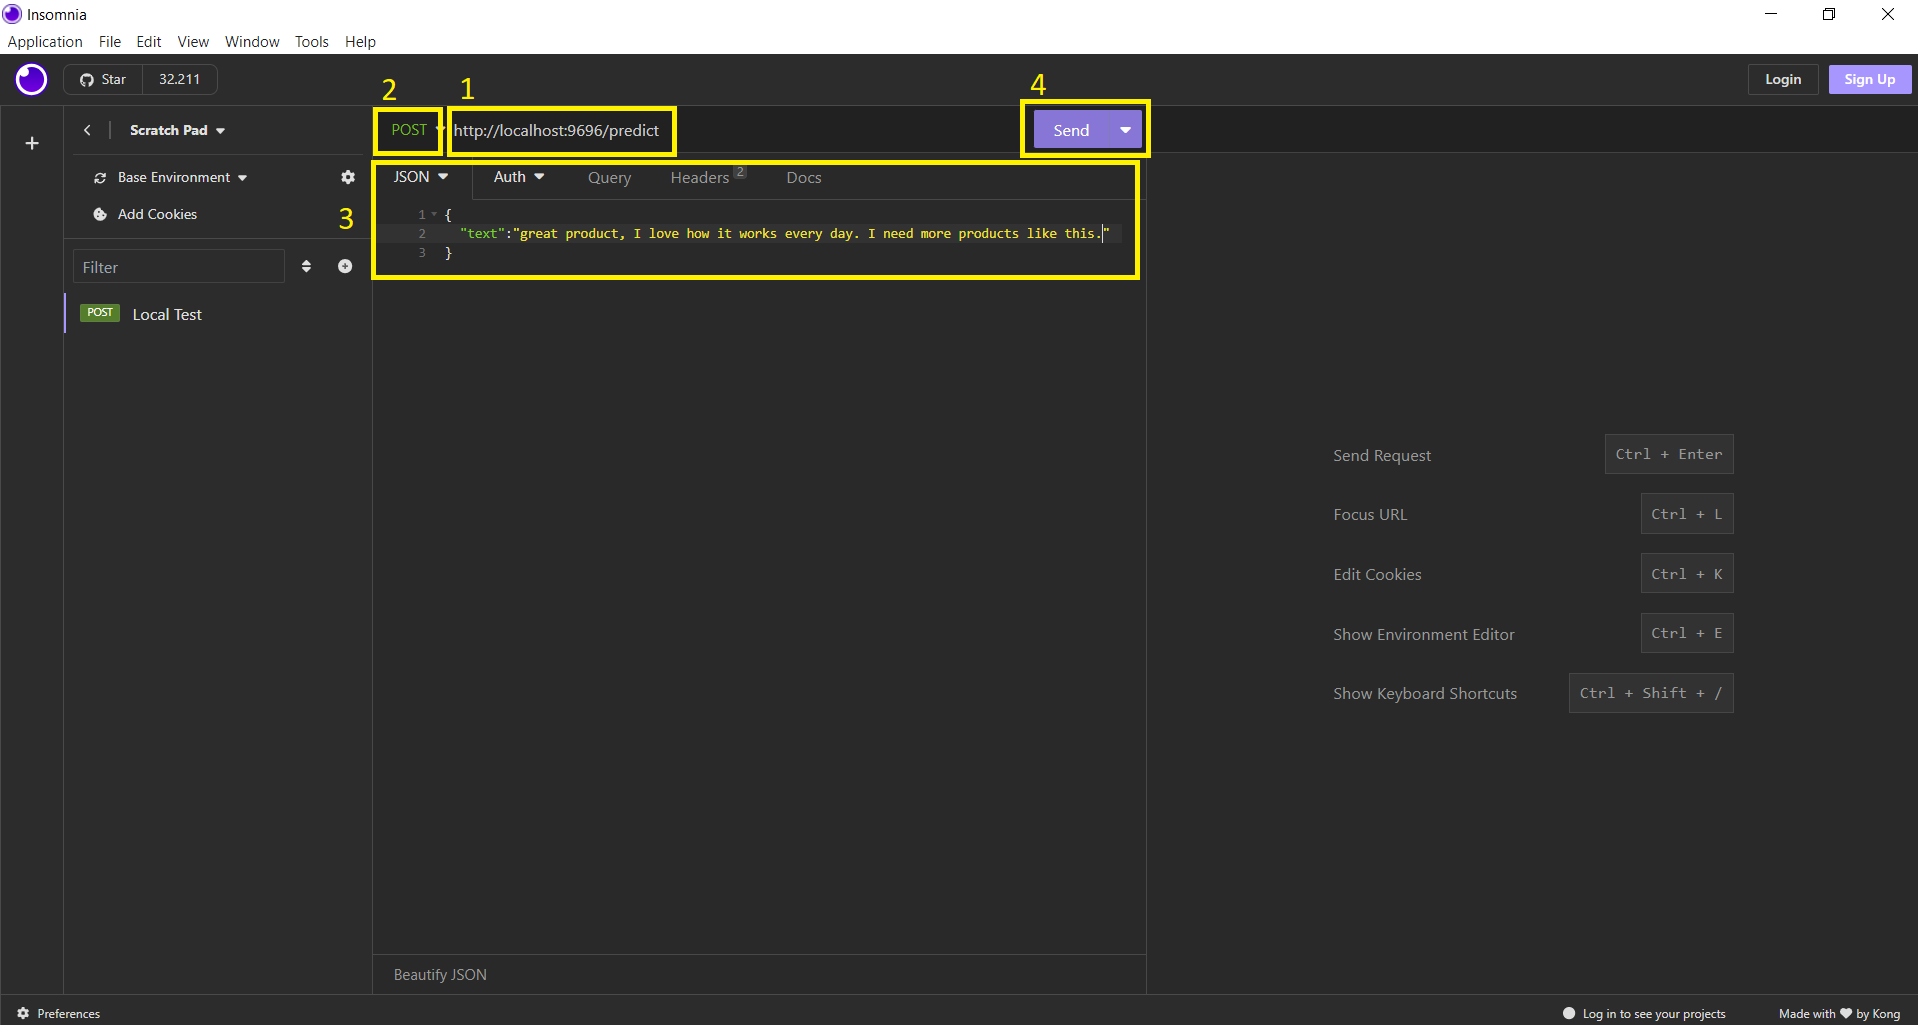 Insomnia
Application File Edit View Window Tools Help
Star 32.211
Login Sign Up
2 1 4
Scratch Pad
POST http://localhost:9696/predict
Send
Base Environment
JSON Auth Query Headers 2 Docs
Add Cookies
3
1 {
2 "text":"great product, I love how it works every day. I need more products like this."
3 }
Filter
POST Local Test
Send Request Ctrl + Enter
Focus URL Ctrl + L
Edit Cookies Ctrl + K
Show Environment Editor Ctrl + E
Show Keyboard Shortcuts Ctrl + Shift + /
Beautify JSON
Preferences
Log in to see your projects
Made with ♥ by Kong